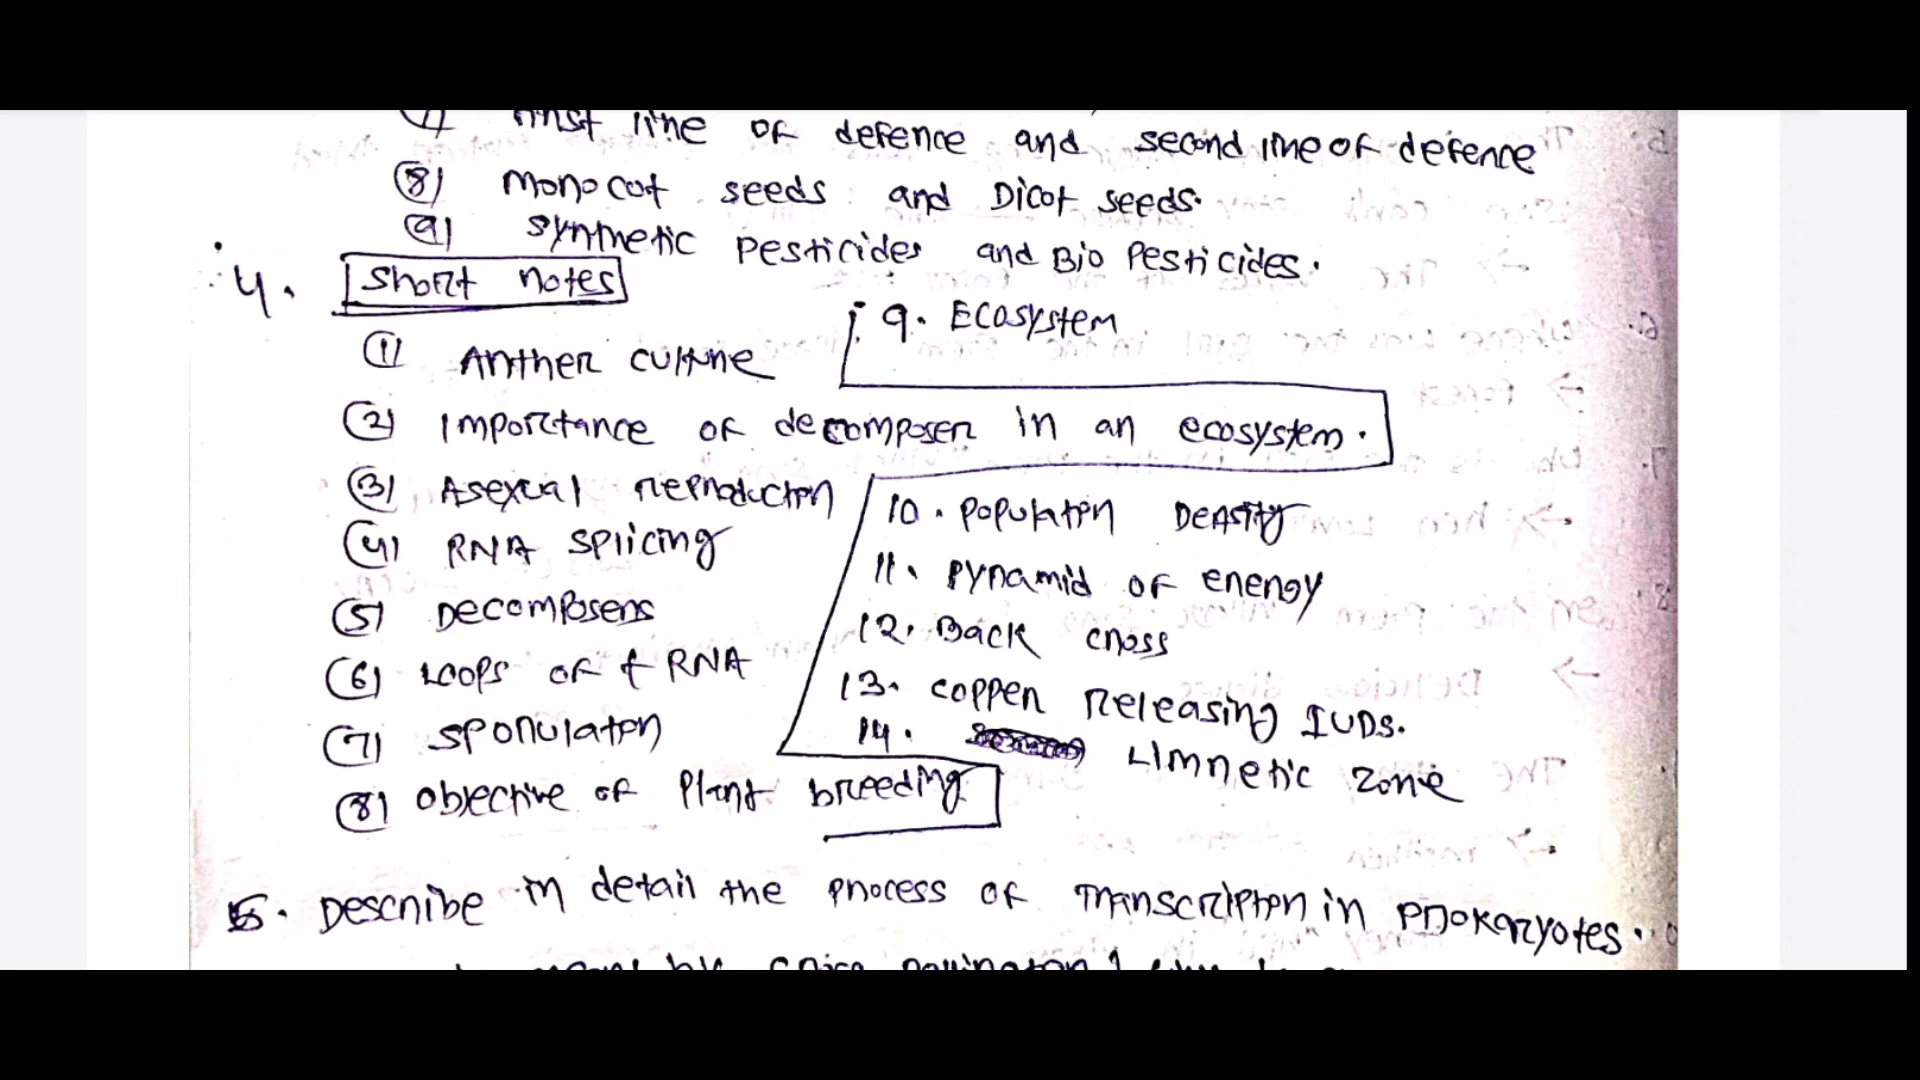 first line of defence and second line of defence
(8) Monocot seeds and Dicot seeds.
(9) Synthetic Pesticides and Bio Pesticides.
4. Short notes
(1) Anther culture
(2) Importance of decomposer in an ecosystem.
(3) Asexual reproduction
(4) RNA splicing
(5) Decomposers
(6) Loops of tRNA
(7) Sporulation
(8) Objective of Plant breeding
9. Ecosystem
10. Population Density
11. Pyramid of energy
12. Back cross
13. Copper Releasing IUDs.
14. Limnetic zone
5. Describe in detail the process of Transcription in Prokaryotes.